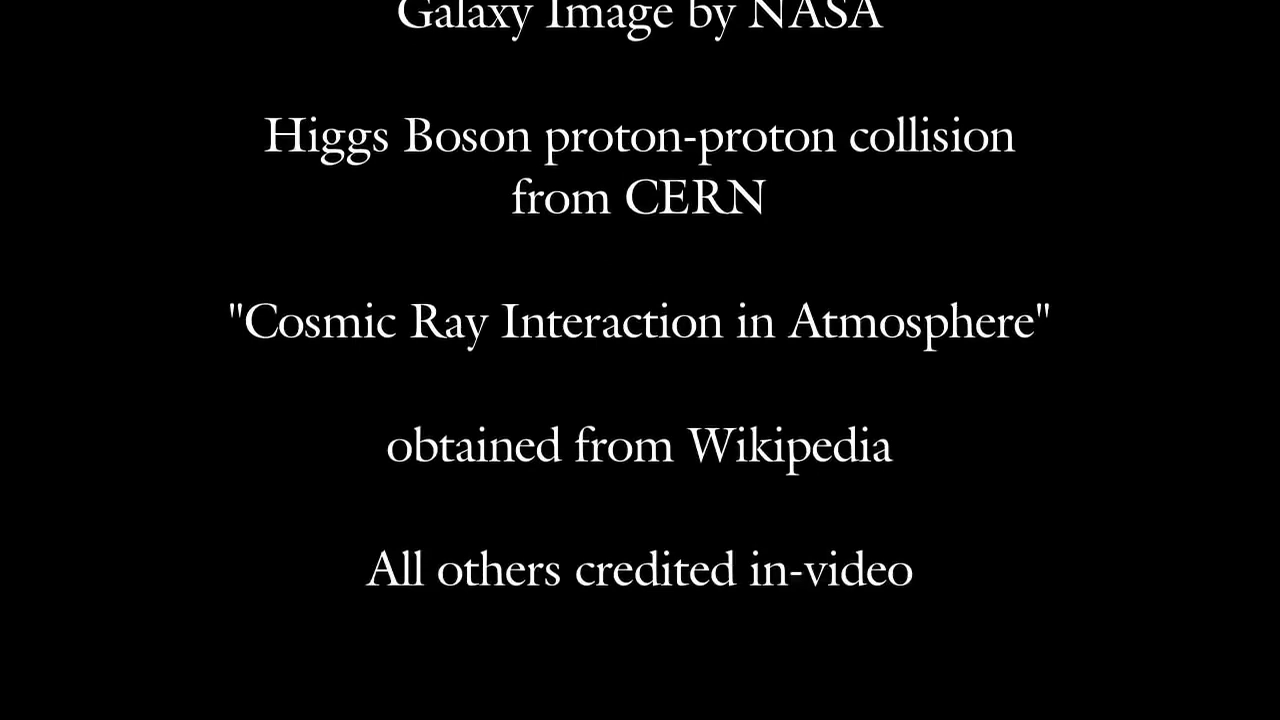 Galaxy Image by NASA
Higgs Boson proton-proton collision
from CERN
"Cosmic Ray Interaction in Atmosphere"
obtained from Wikipedia
All others credited in-video